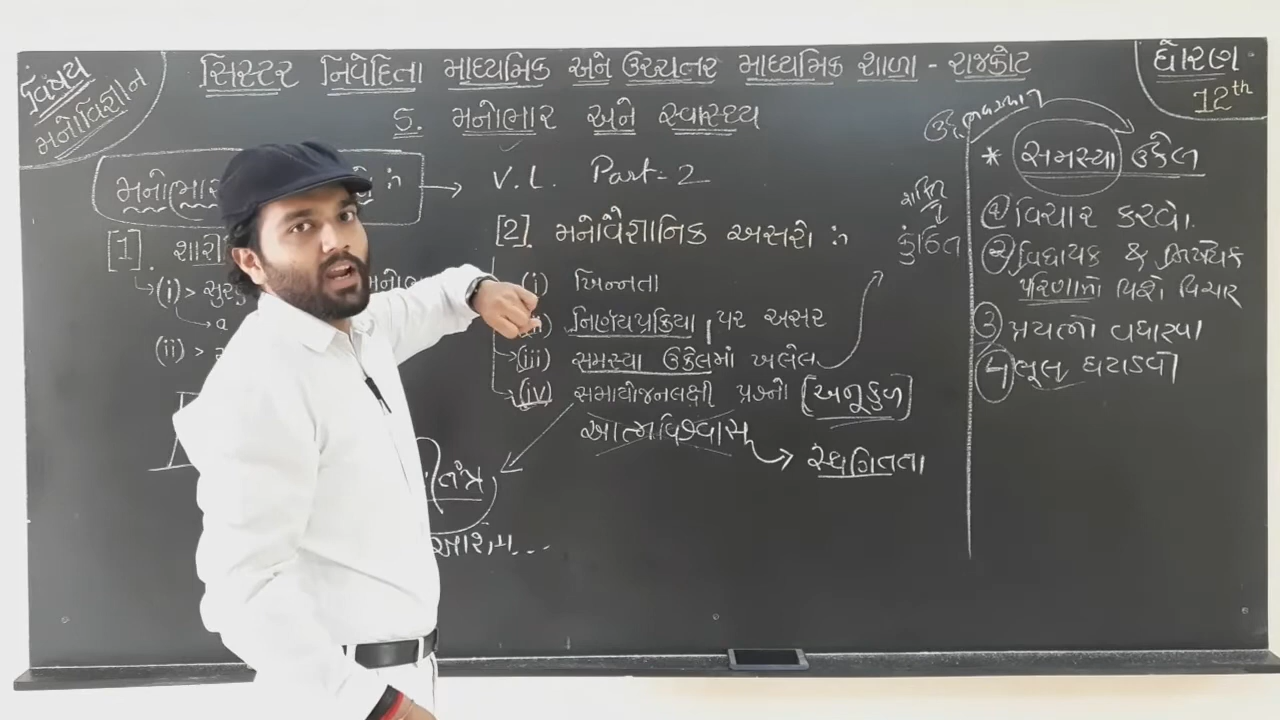 વિષય
મનોવિજ્ઞાન
સિસ્ટર નિવેદિતા માધ્યમિક અને ઉચ્ચતર માધ્યમિક શાળા - રાજકોટ
ધોરણ
12th
5. મનોભાર અને સ્વાસ્થ્ય
મનોભાર
V.L. Part-2
[1]. શારી
(i) > સુર
મનોભ
→ a
(ii) >
[2]. મનોવૈજ્ઞાનિક અસરો :-
(i) ખિન્નતા
નિર્ણયપ્રક્રિયા પર અસર
(iii) સમસ્યા ઉકેલમાં ખલેલ
(iv) સમાયોજનલક્ષી પ્રશ્નો [અનૂકુળ]
આત્મવિશ્વાસ → સ્થગિતતા
તંત્ર
શક્તિ
કુંઠિત
* સમસ્યા ઉકેલ
① વિચાર કરવો.
② વિધાયક & નિષેધક
પરિણામો વિશે વિચાર
③ પ્રયત્નો વધારવા
④ ભૂલ ઘટાડવી